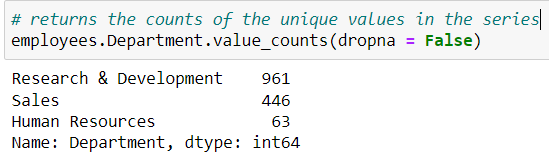 # returns the counts of the unique values in the series
employees.Department.value_counts(dropna = False)
Research & Development    961
Sales                     446
Human Resources            63
Name: Department, dtype: int64